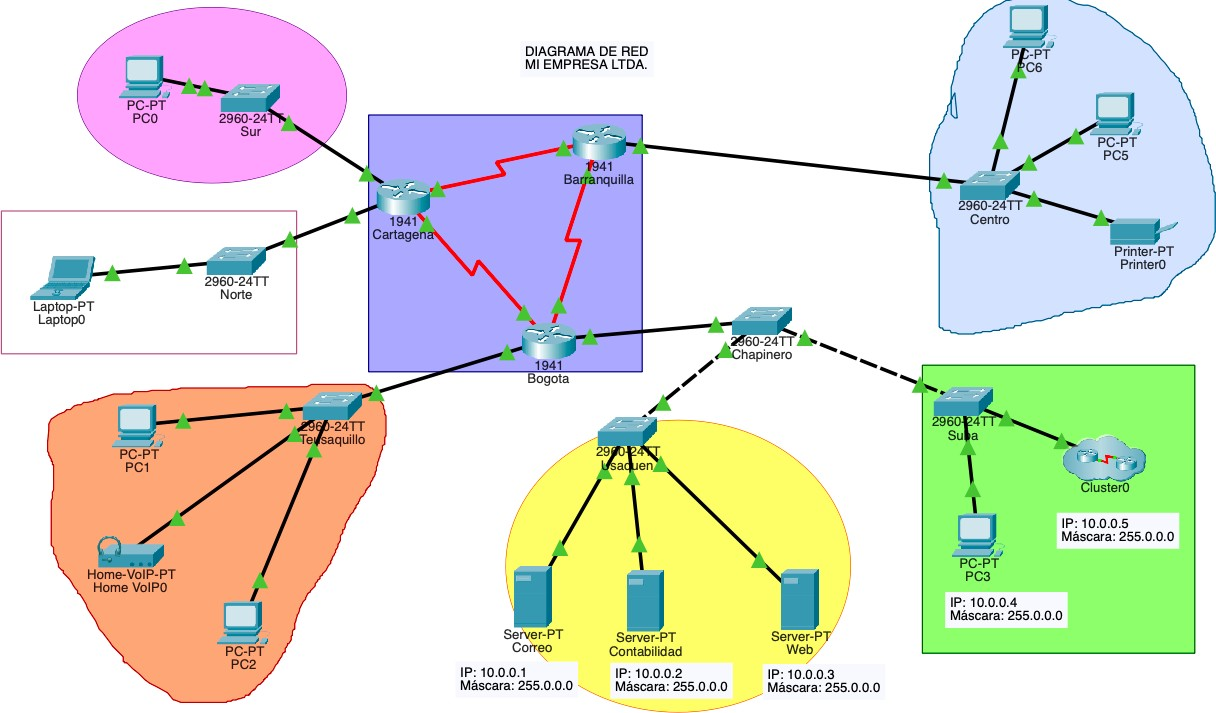 DIAGRAMA DE RED
MI EMPRESA LTDA.
PC-PT
PC0
2960-24TT
Sur
1941
Cartagena
1941
Barranquilla
1941
Bogota
PC-PT
PC6
PC-PT
PC5
2960-24TT
Centro
Printer-PT
Printer0
Laptop-PT
Laptop0
2960-24TT
Norte
2960-24TT
Chapinero
PC-PT
PC1
2960-24TT
Teusaquillo
Home-VoIP-PT
Home VoIP0
PC-PT
PC2
2960-24TT
Usaquen
Server-PT
Correo
IP: 10.0.0.1
Máscara: 255.0.0.0
Server-PT
Contabilidad
IP: 10.0.0.2
Máscara: 255.0.0.0
Server-PT
Web
IP: 10.0.0.3
Máscara: 255.0.0.0
2960-24TT
Suba
Cluster0
IP: 10.0.0.5
Máscara: 255.0.0.0
PC-PT
PC3
IP: 10.0.0.4
Máscara: 255.0.0.0